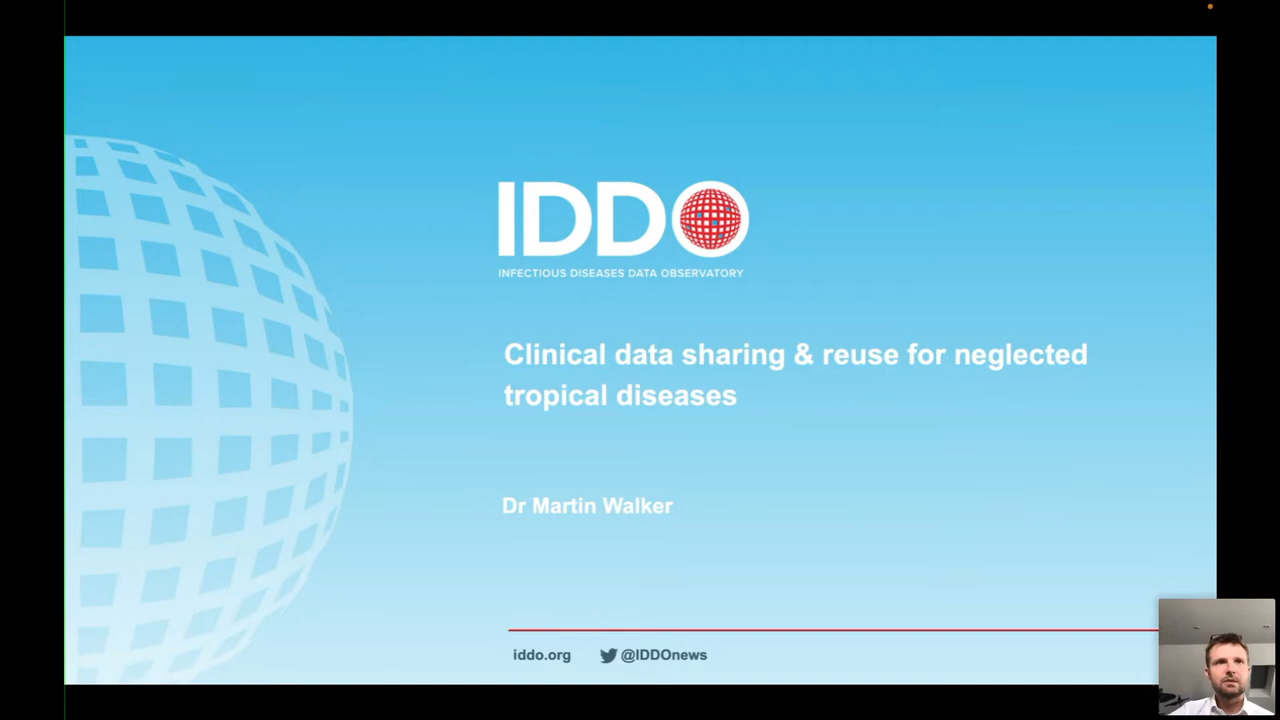 IDDO
INFECTIOUS DISEASES DATA OBSERVATORY
Clinical data sharing & reuse for neglected
tropical diseases
Dr Martin Walker
iddo.org @IDDOnews